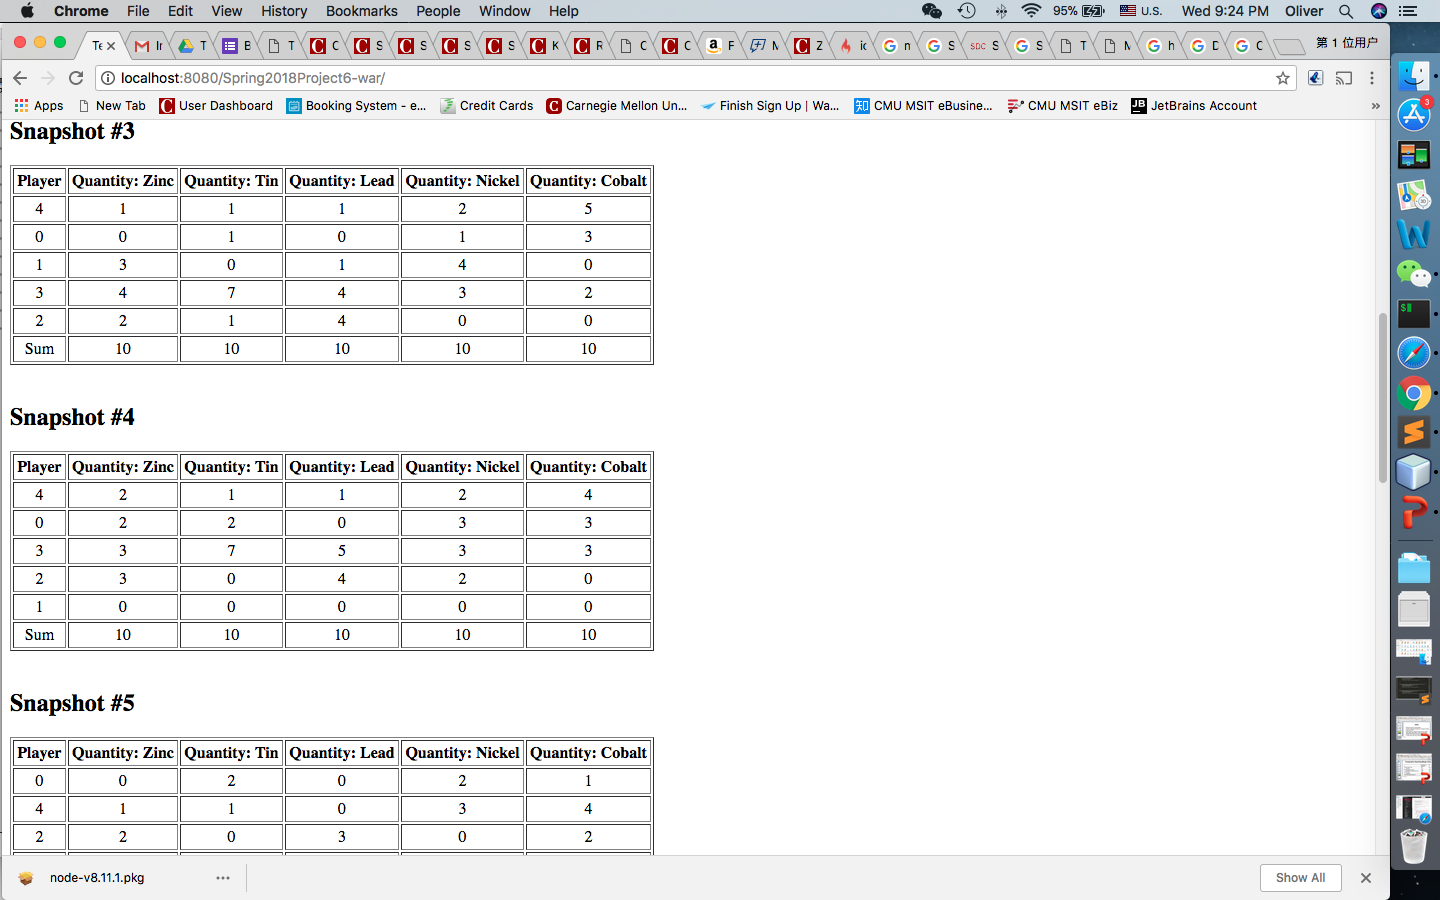 Chrome File Edit View History Bookmarks People Window Help 95% U.S. Wed 9:24 PM Oliver
第 1 位用户
localhost:8080/Spring2018Project6-war/
Apps New Tab User Dashboard Booking System - e... Credit Cards Carnegie Mellon Un... Finish Sign Up | Wa... CMU MSIT eBusine... CMU MSIT eBiz JetBrains Account »
Snapshot #3
Player Quantity: Zinc Quantity: Tin Quantity: Lead Quantity: Nickel Quantity: Cobalt
4 1 1 1 2 5
0 0 1 0 1 3
1 3 0 1 4 0
3 4 7 4 3 2
2 2 1 4 0 0
Sum 10 10 10 10 10
Snapshot #4
Player Quantity: Zinc Quantity: Tin Quantity: Lead Quantity: Nickel Quantity: Cobalt
4 2 1 1 2 4
0 2 2 0 3 3
3 3 7 5 3 3
2 3 0 4 2 0
1 0 0 0 0 0
Sum 10 10 10 10 10
Snapshot #5
Player Quantity: Zinc Quantity: Tin Quantity: Lead Quantity: Nickel Quantity: Cobalt
0 0 2 0 2 1
4 1 1 0 3 4
2 2 0 3 0 2
node-v8.11.1.pkg
Show All